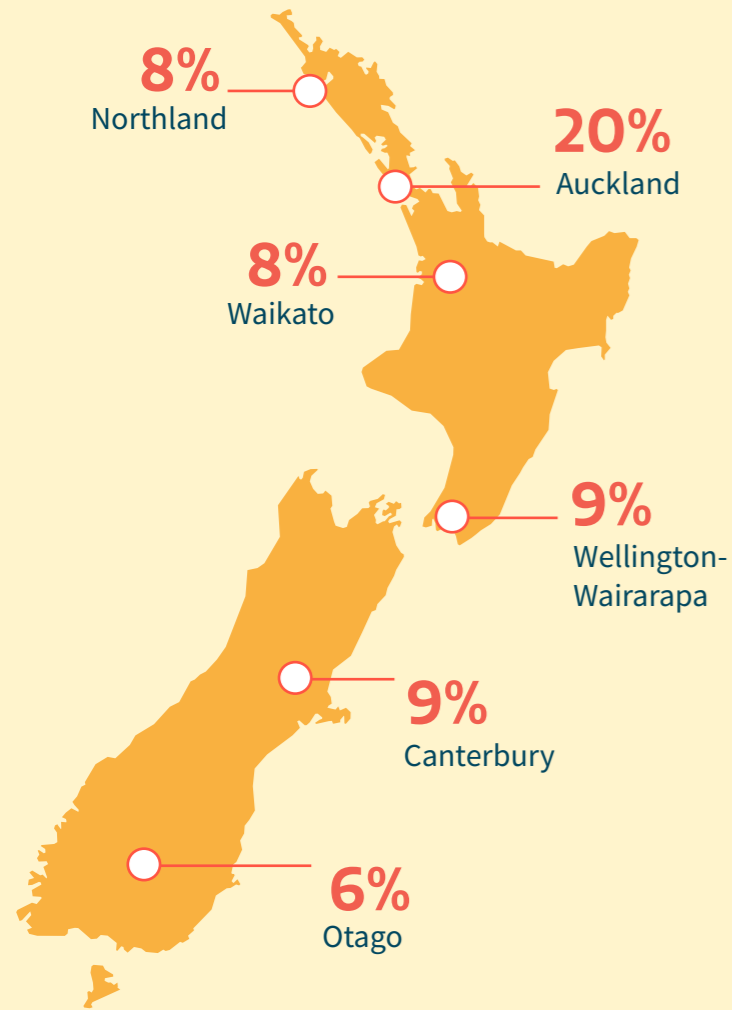 8%
Northland
20%
Auckland
8%
Waikato
9%
Wellington-
Wairarapa
9%
Canterbury
6%
Otago